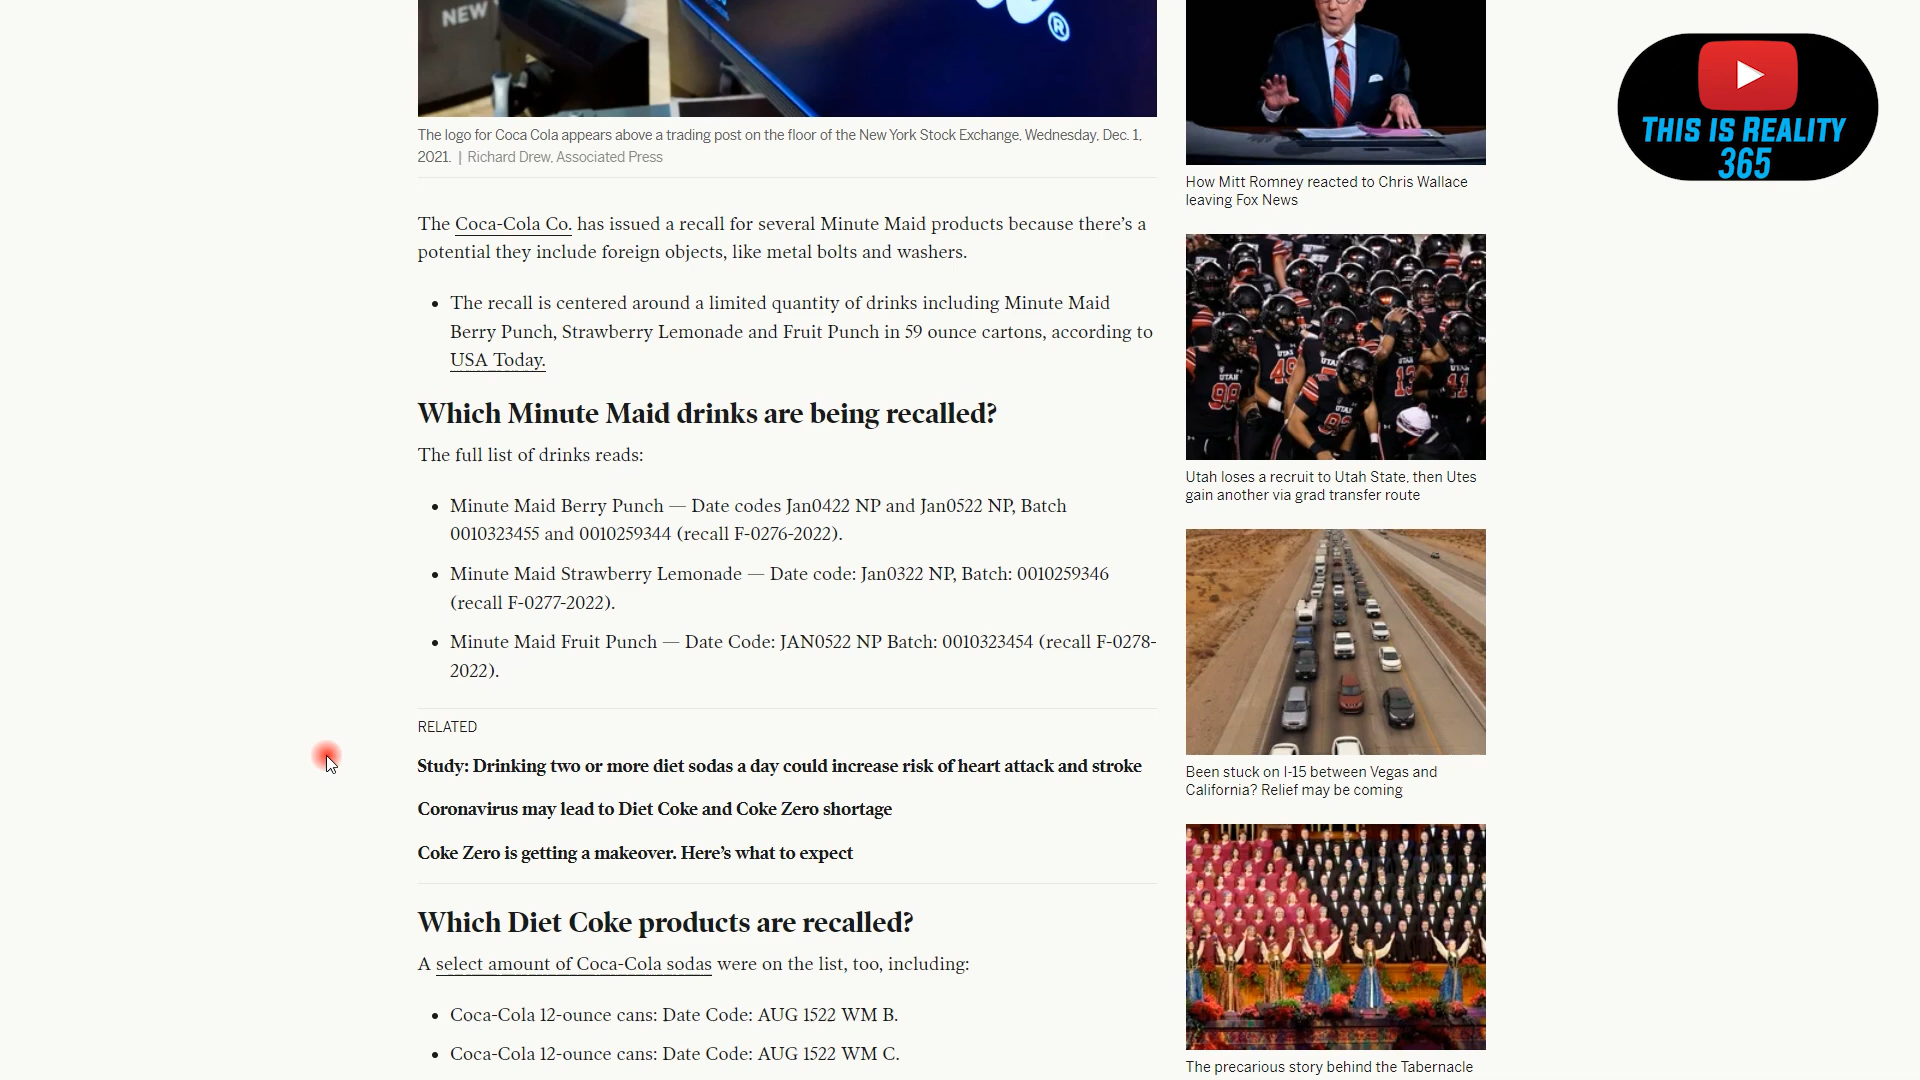 NEW
®
The logo for Coca Cola appears above a trading post on the floor of the New York Stock Exchange, Wednesday, Dec. 1,
2021. | Richard Drew, Associated Press
The Coca-Cola Co. has issued a recall for several Minute Maid products because there’s a
potential they include foreign objects, like metal bolts and washers.
• The recall is centered around a limited quantity of drinks including Minute Maid
Berry Punch, Strawberry Lemonade and Fruit Punch in 59 ounce cartons, according to
USA Today.
Which Minute Maid drinks are being recalled?
The full list of drinks reads:
• Minute Maid Berry Punch — Date codes Jan0422 NP and Jan0522 NP, Batch
0010323455 and 0010259344 (recall F-0276-2022).
• Minute Maid Strawberry Lemonade — Date code: Jan0322 NP, Batch: 0010259346
(recall F-0277-2022).
• Minute Maid Fruit Punch — Date Code: JAN0522 NP Batch: 0010323454 (recall F-0278-
2022).
RELATED
Study: Drinking two or more diet sodas a day could increase risk of heart attack and stroke
Coronavirus may lead to Diet Coke and Coke Zero shortage
Coke Zero is getting a makeover. Here’s what to expect
Which Diet Coke products are recalled?
A select amount of Coca-Cola sodas were on the list, too, including:
• Coca-Cola 12-ounce cans: Date Code: AUG 1522 WM B.
• Coca-Cola 12-ounce cans: Date Code: AUG 1522 WM C.
How Mitt Romney reacted to Chris Wallace
leaving Fox News
UTAH
98
UTAH
49
UTAH
13
UTAH
11
UTAH
Utah loses a recruit to Utah State, then Utes
gain another via grad transfer route
Been stuck on I-15 between Vegas and
California? Relief may be coming
The precarious story behind the Tabernacle
THIS IS REALITY
365